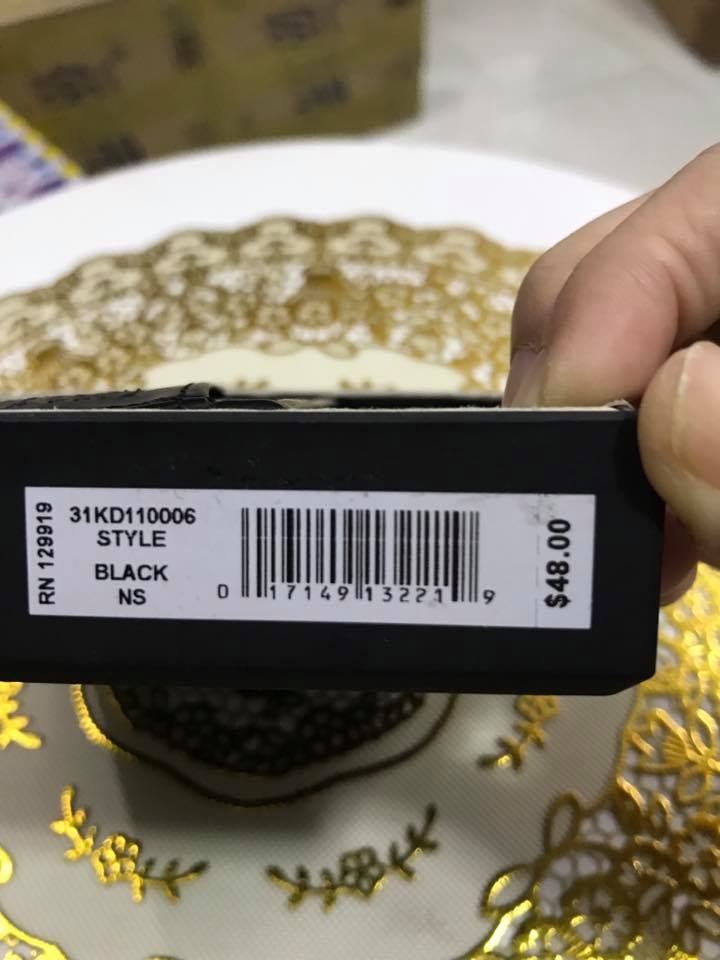 RN 129919
31KD110006
STYLE
BLACK
NS
0 17149 13221 9
$48.00